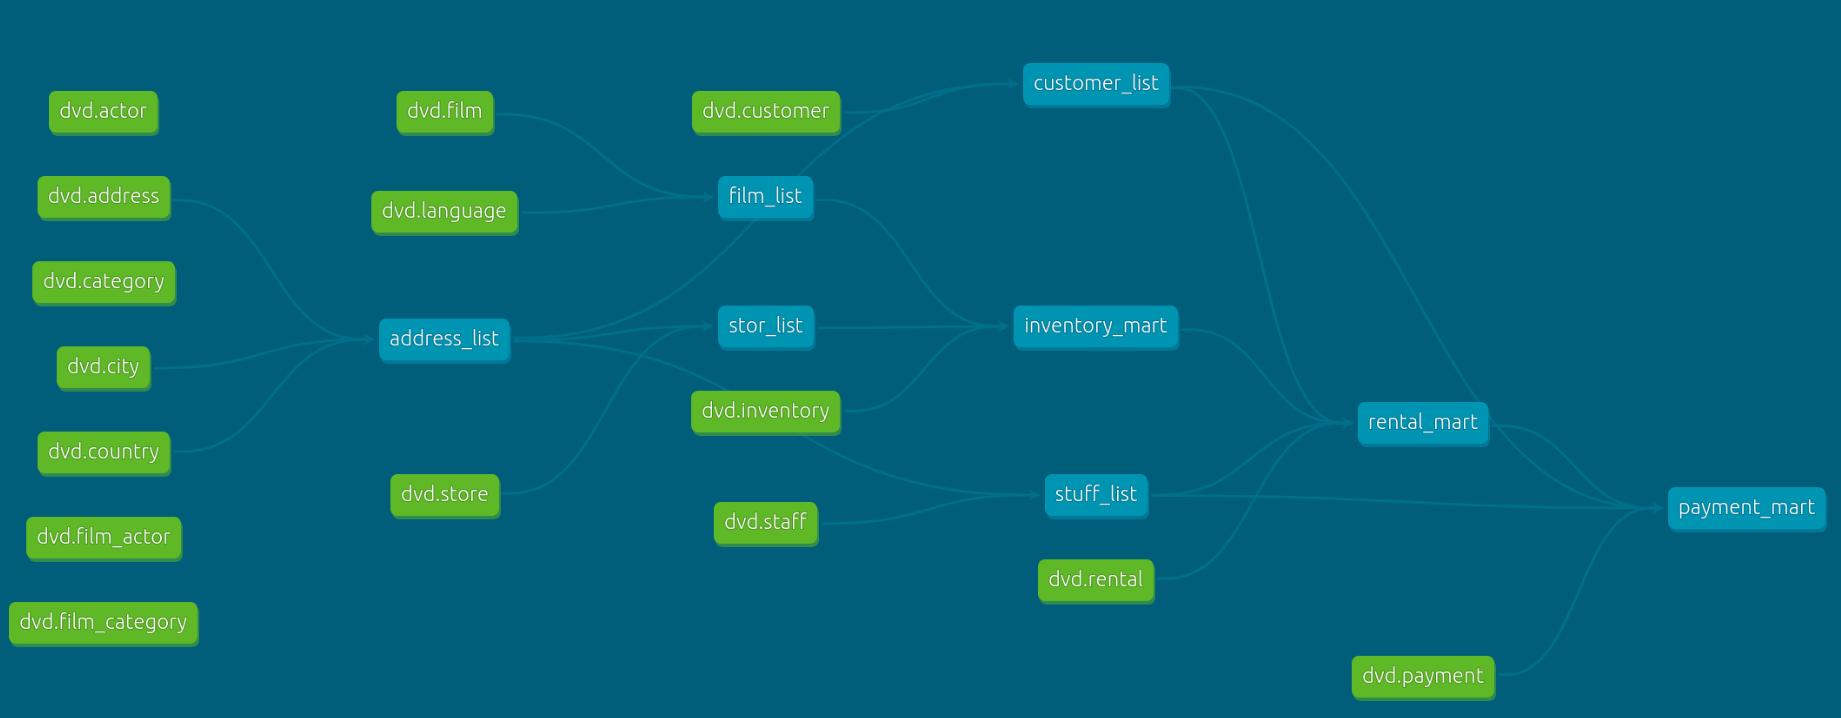 dvd.actor
dvd.address
dvd.category
dvd.city
dvd.country
dvd.film_actor
dvd.film_category
dvd.film
dvd.language
address_list
dvd.store
dvd.customer
film_list
stor_list
dvd.inventory
dvd.staff
customer_list
inventory_mart
stuff_list
dvd.rental
rental_mart
dvd.payment
payment_mart